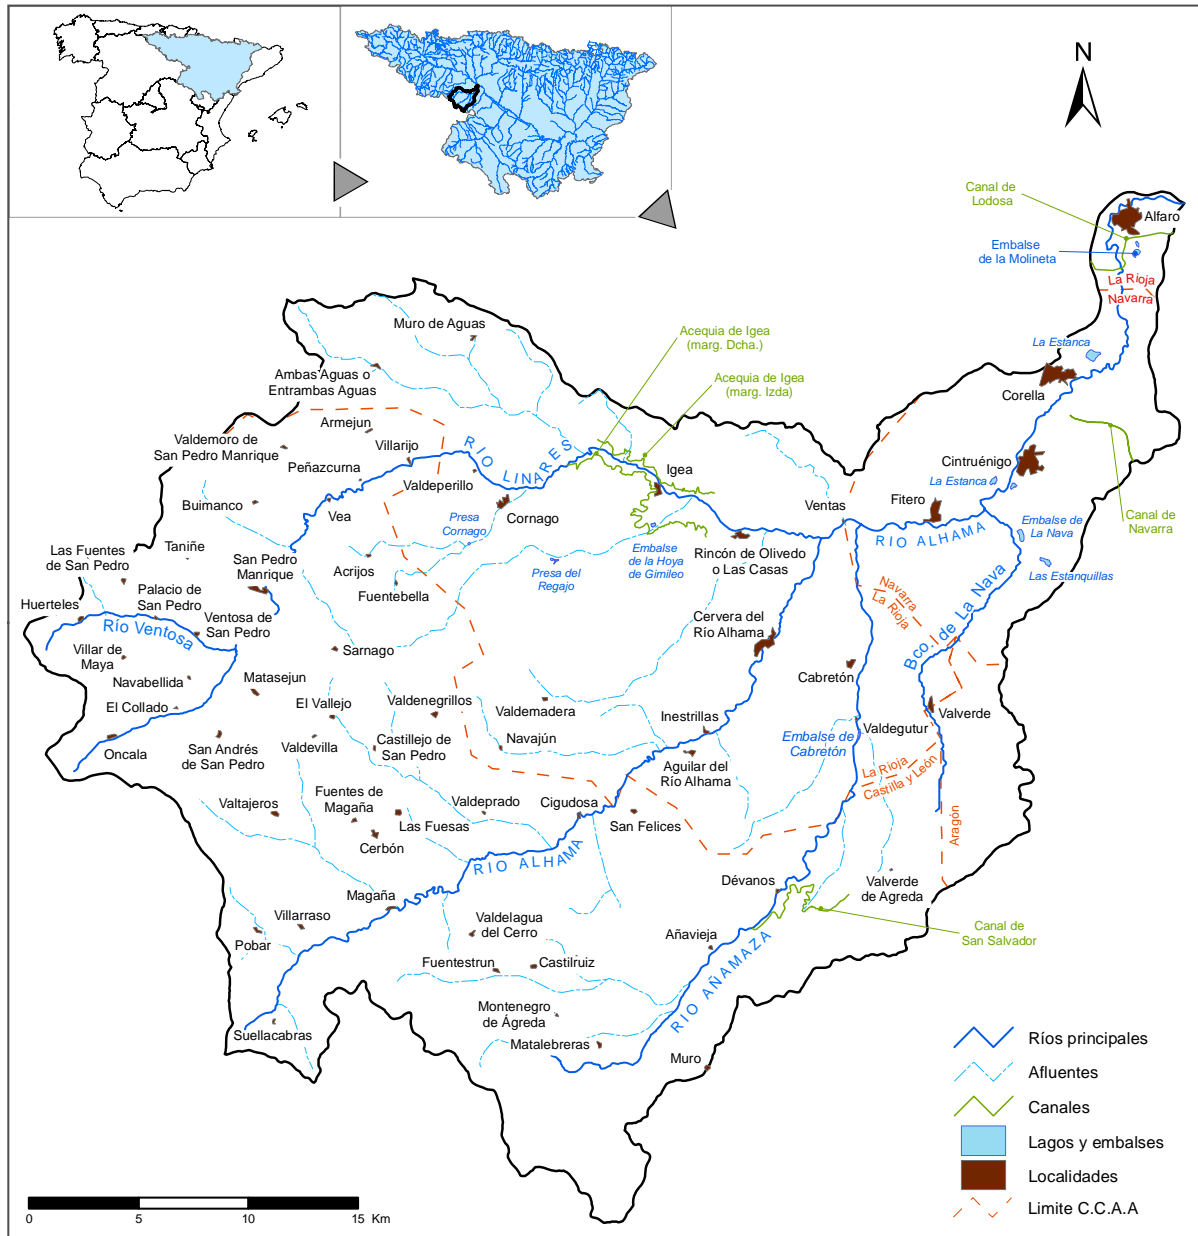 N
Canal de
Lodosa
Alfaro
Embalse
de la Molineta
La Rioja
Navarra
La Estanca
Corella
Muro de Aguas
Acequia de Igea
(marg. Dcha.)
Acequia de Igea
(marg. Izda)
Ambas Aguas o
Entrambas Aguas
Armejun
Valdemoro de
San Pedro Manrique
Villarijo
RÍO LINARES
Peñazcurna
Valdeperillo
Igea
Cintruénigo
La Estanca
Buimanco
Vea
Presa
Cornago
Cornago
Ventas
Fitero
RIO ALHAMA
Canal de
Navarra
Embalse de
La Nava
Las Estanquillas
Las Fuentes
de San Pedro
Taniñe
San Pedro
Manrique
Acrijos
Fuentebella
Presa del
Regajo
Embalse
de la Hoya
de Gimileo
Rincón de Olivedo
o Las Casas
Navarra
La Rioja
Bco. de La Nava
Huerteles
Palacio de
San Pedro
Ventosa de
San Pedro
Río Ventosa
Cervera del
Río Alhama
Villar de
Maya
Sarnago
Cabretón
Navabellida
Matasejun
El Collado
El Vallejo
Valdenegrillos
Valdemadera
Inestrillas
Valverde
Valdegutur
Embalse de
Cabretón
Oncala
San Andrés
de San Pedro
Valdevilla
Castillejo de
San Pedro
Navajún
Aguilar del
Río Alhama
La Rioja
Castilla y León
Aragón
Valtajeros
Fuentes de
Magaña
Valdeprado
Cigudosa
Las Fuesas
San Felices
Cerbón
RIO ALHAMA
Magaña
Dévanos
Valverde
de Agreda
Villarraso
Pobar
Valdelagua
del Cerro
Añavieja
Canal de
San Salvador
Fuentestrun
Castilruiz
RIO AÑAMAZA
Montenegro
de Ágreda
Suellacabras
Matalebreras
Muro
Ríos principales
Afluentes
Canales
Lagos y embalses
Localidades
Limite C.C.A.A
0 5 10 15 Km